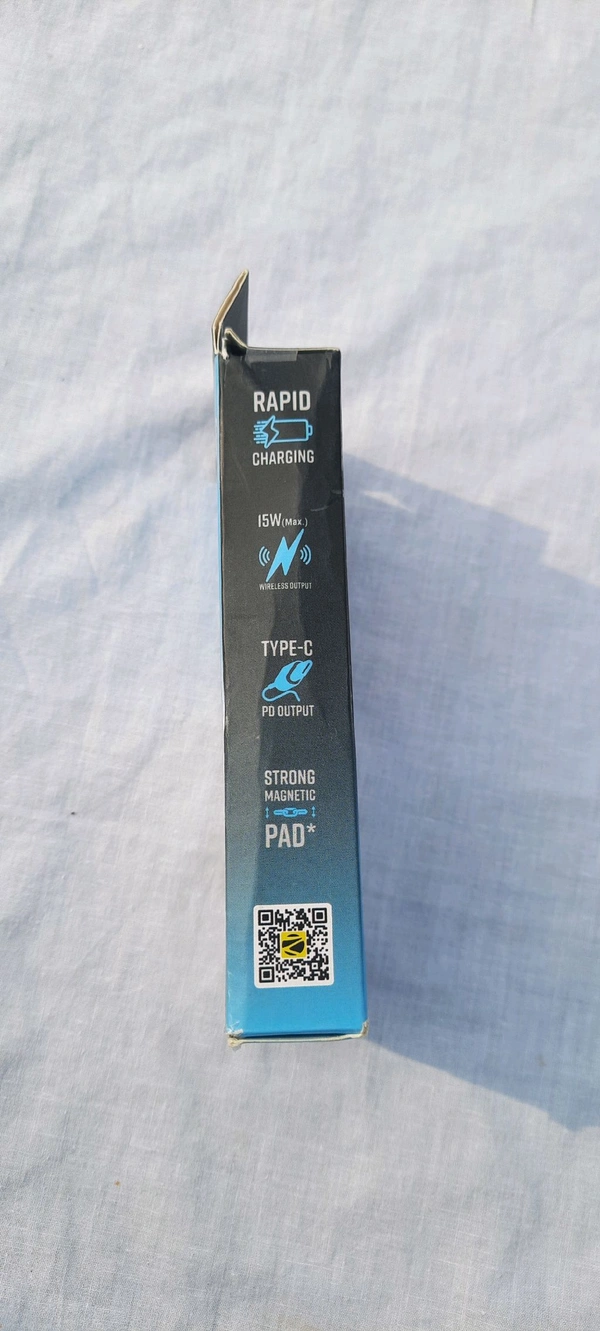 RAPID
CHARGING
15W(Max.)
WIRELESS OUTPUT
TYPE-C
PD OUTPUT
STRONG
MAGNETIC
PAD*